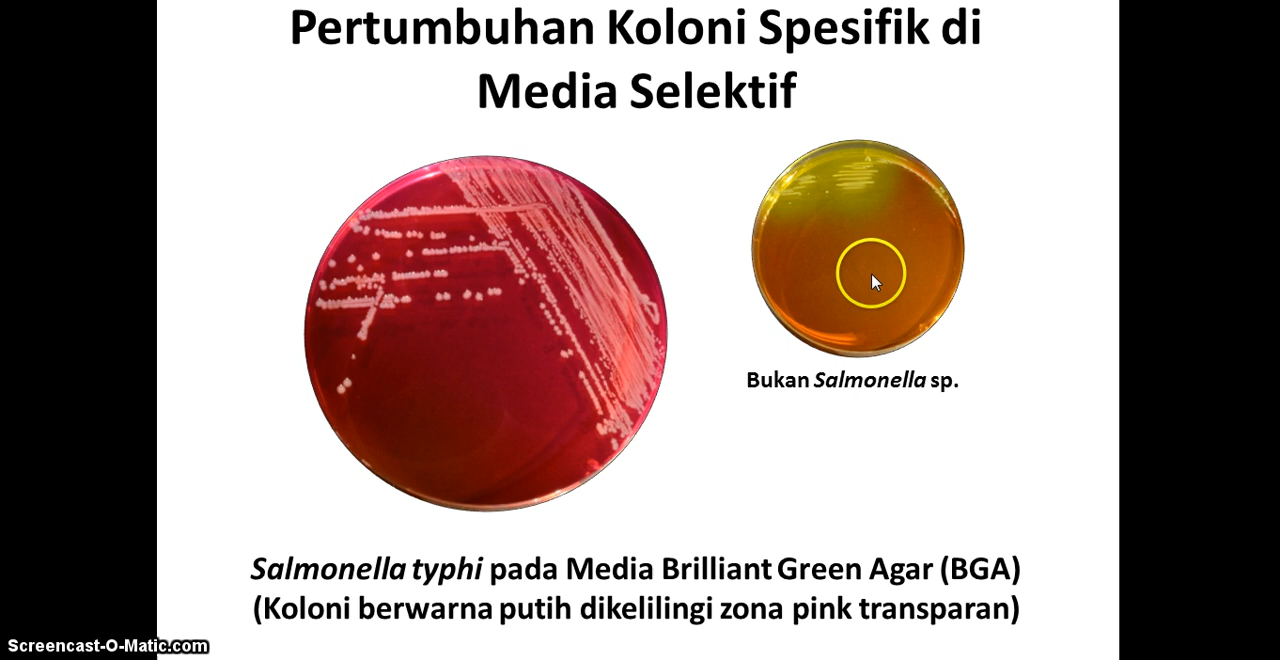 Pertumbuhan Koloni Spesifik di
Media Selektif
Bukan Salmonella sp.
Salmonella typhi pada Media Brilliant Green Agar (BGA)
(Koloni berwarna putih dikelilingi zona pink transparan)
Screencast-O-Matic.com